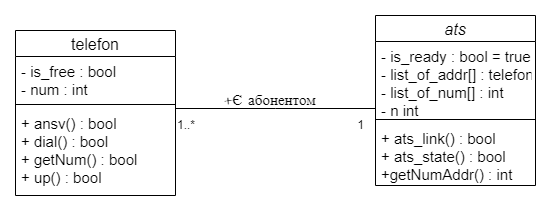 telefon
- is_free : bool
- num : int
+ ansv() : bool
+ dial() : bool
+ getNum() : bool
+ up() : bool
+Є абонентом
1..*
1
ats
- is_ready : bool = true
- list_of_addr[] : telefon
- list_of_num[] : int
- n int
+ ats_link() : bool
+ ats_state() : bool
+getNumAddr() : int